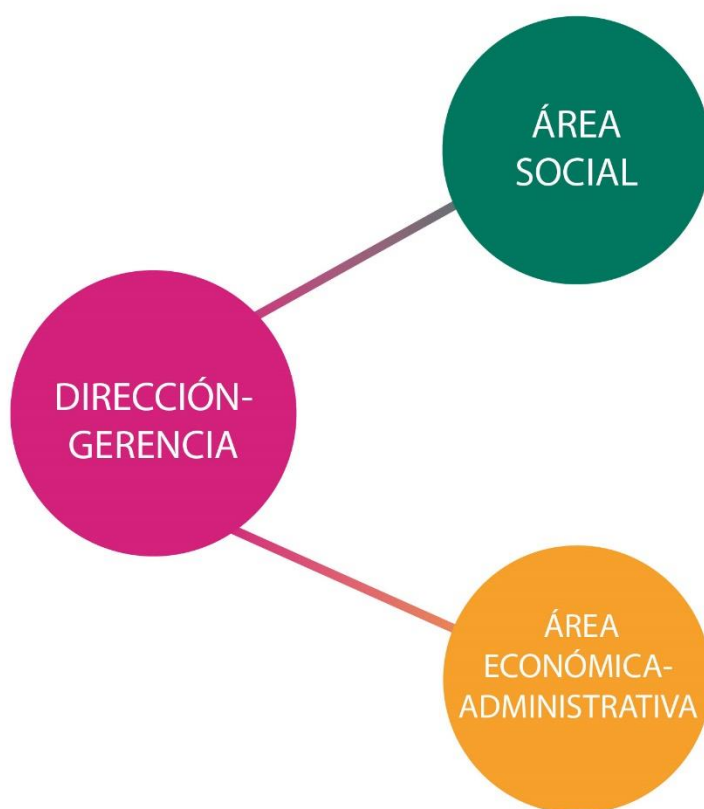 ÁREA
SOCIAL
DIRECCIÓN-
GERENCIA
ÁREA
ECONÓMICA-
ADMINISTRATIVA